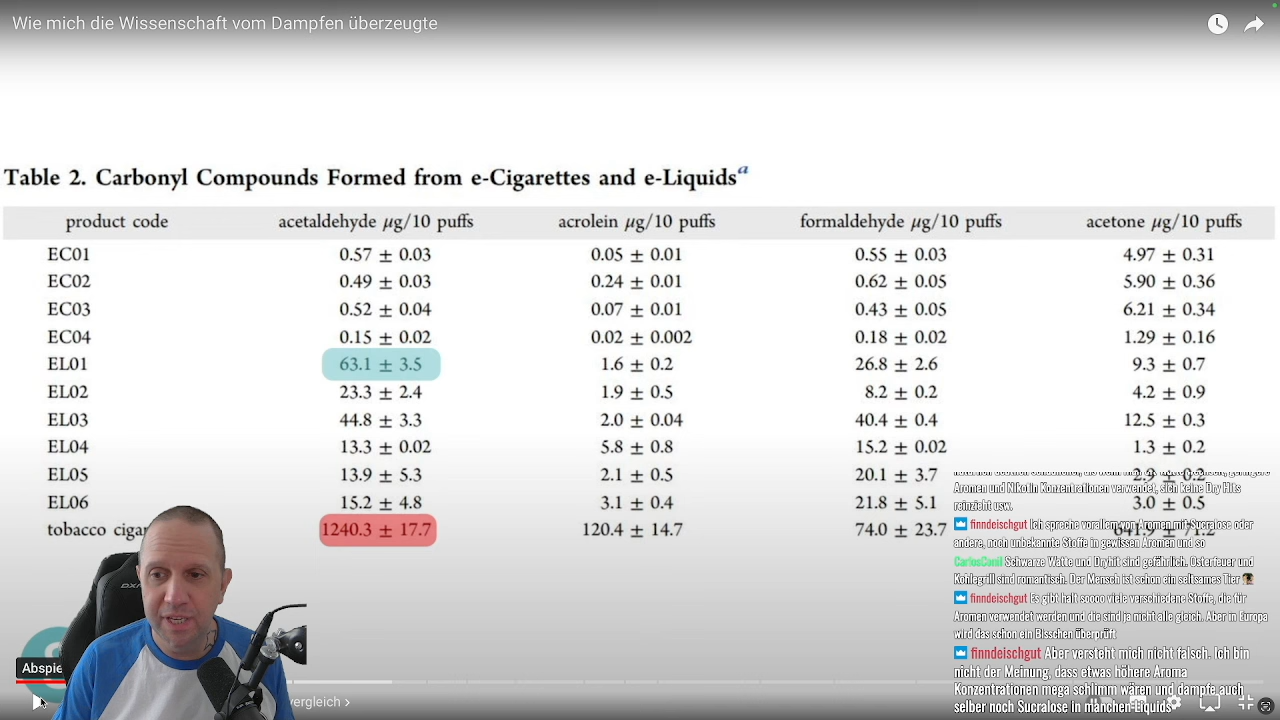 Wie mich die Wissenschaft vom Dampfen überzeugte
Table 2. Carbonyl Compounds Formed from e-Cigarettes and e-Liquidsa
product code acetaldehyde μg/10 puffs acrolein μg/10 puffs formaldehyde μg/10 puffs acetone μg/10 puffs
EC01 0.57 ± 0.03 0.05 ± 0.01 0.55 ± 0.03 4.97 ± 0.31
EC02 0.49 ± 0.03 0.24 ± 0.01 0.62 ± 0.05 5.90 ± 0.36
EC03 0.52 ± 0.04 0.07 ± 0.01 0.43 ± 0.05 6.21 ± 0.34
EC04 0.15 ± 0.02 0.02 ± 0.002 0.18 ± 0.02 1.29 ± 0.16
EL01 63.1 ± 3.5 1.6 ± 0.2 26.8 ± 2.6 9.3 ± 0.7
EL02 23.3 ± 2.4 1.9 ± 0.5 8.2 ± 0.2 4.2 ± 0.9
EL03 44.8 ± 3.3 2.0 ± 0.04 40.4 ± 0.4 12.5 ± 0.3
EL04 13.3 ± 0.02 5.8 ± 0.8 15.2 ± 0.02 1.3 ± 0.2
EL05 13.9 ± 5.3 2.1 ± 0.5 20.1 ± 3.7 2.9 ± 0.2
EL06 15.2 ± 4.8 3.1 ± 0.4 21.8 ± 5.1 3.0 ± 0.5
tobacco cigar 1240.3 ± 17.7 120.4 ± 14.7 74.0 ± 23.7
Aromen und Nikotin Konzentrationen verwendet, sich keine Dry Hits
reinzieht usw.
finndeischgut Ich spreche vorallem von Aromen mit Sucralose oder
andere, noch unbekannte Stoffe in gewissen Aromen und so
CarlosCanii Schwarze Watte und Dryhit sind gefährlich. Osterfeuer und
Kohlegrill sind romantisch. Der Mensch ist schon ein seltsames Tier
finndeischgut Es gibt halt soooo viele verschiedene Stoffe, die für
Aromen verwendet werden und die sind je nicht alle gleich. Aber in Europa
wird das schon ein Bisschen überprüft.
finndeischgut Aber versteht mich nicht falsch. Ich bin
nicht der Meinung, dass etwas höhere Aroma
Konzentrationen mega schlimm wären und dampfe auch
selber noch Sucralose in manchen Liquids
Abspie
vergleich